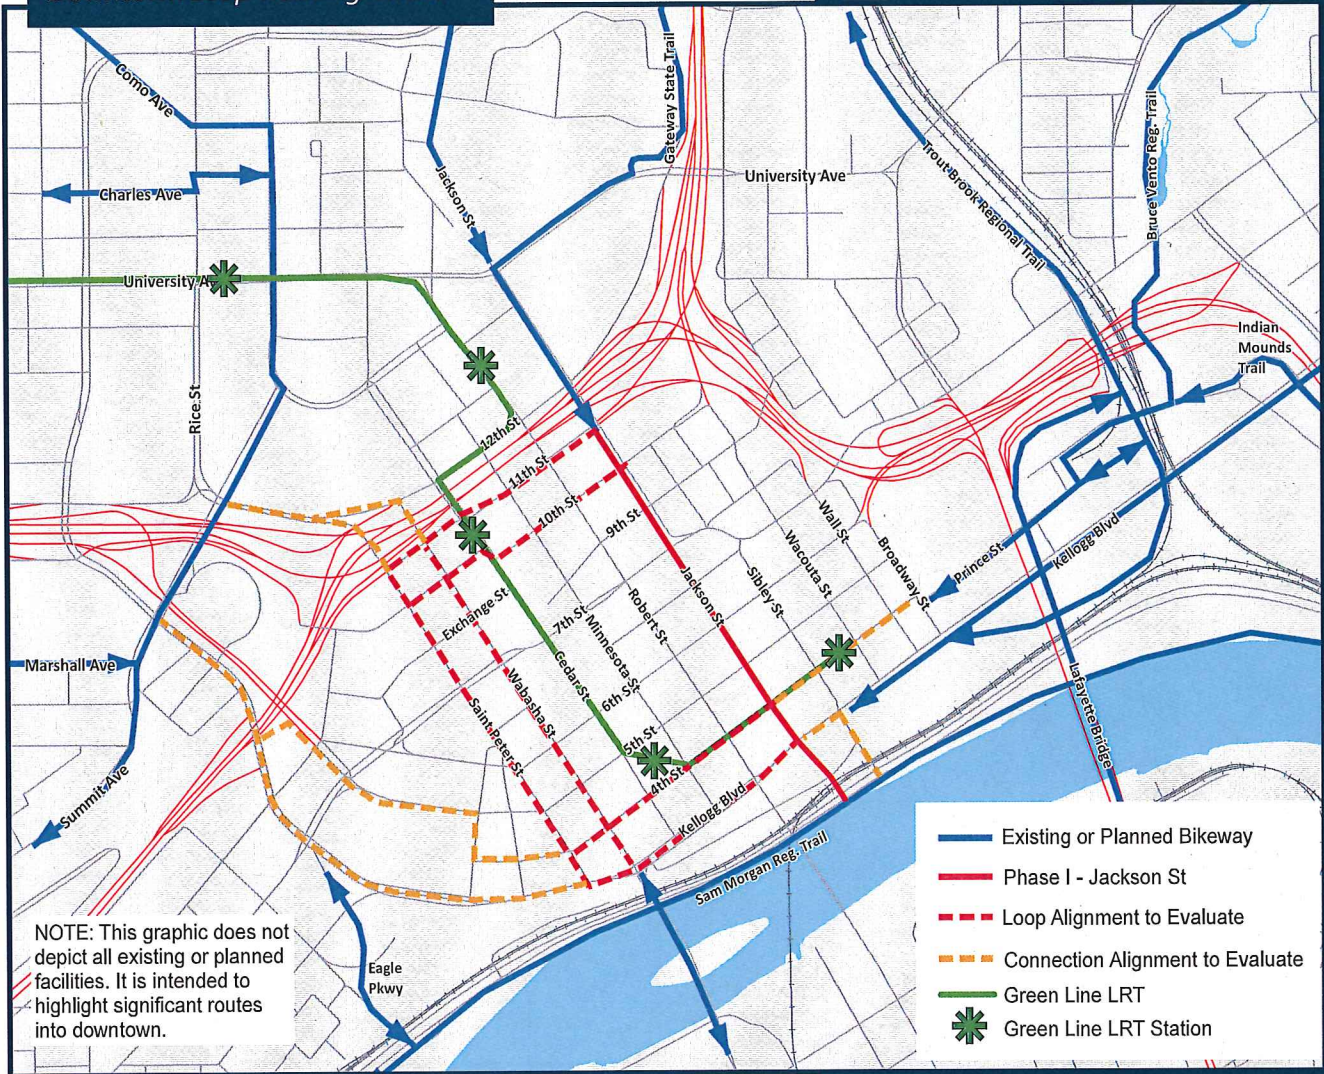 Como Ave
Jackson St
Gateway State Trail
University Ave
Trout Brook Regional Trail
Bruce Vento Reg. Trail
Charles Ave
University A
Rice St
Indian
Mounds
Trail
12th St
11th St
10th St
9th St
Wall St
Wacouta St
Broadway St
Sibley St
Prince St
Kellogg Blvd
Jackson St
Exchange St
7th St
Minnesota St
Robert St
Cedar St
6th St
Wabasha St
Saint Peter St
5th St
4th St
Kellogg Blvd
Marshall Ave
Summit Ave
Lafayette Bridge
Sam Morgan Reg. Trail
Eagle
Pkwy
NOTE: This graphic does not
depict all existing or planned
facilities. It is intended to
highlight significant routes
into downtown.
Existing or Planned Bikeway
Phase I - Jackson St
Loop Alignment to Evaluate
Connection Alignment to Evaluate
Green Line LRT
Green Line LRT Station